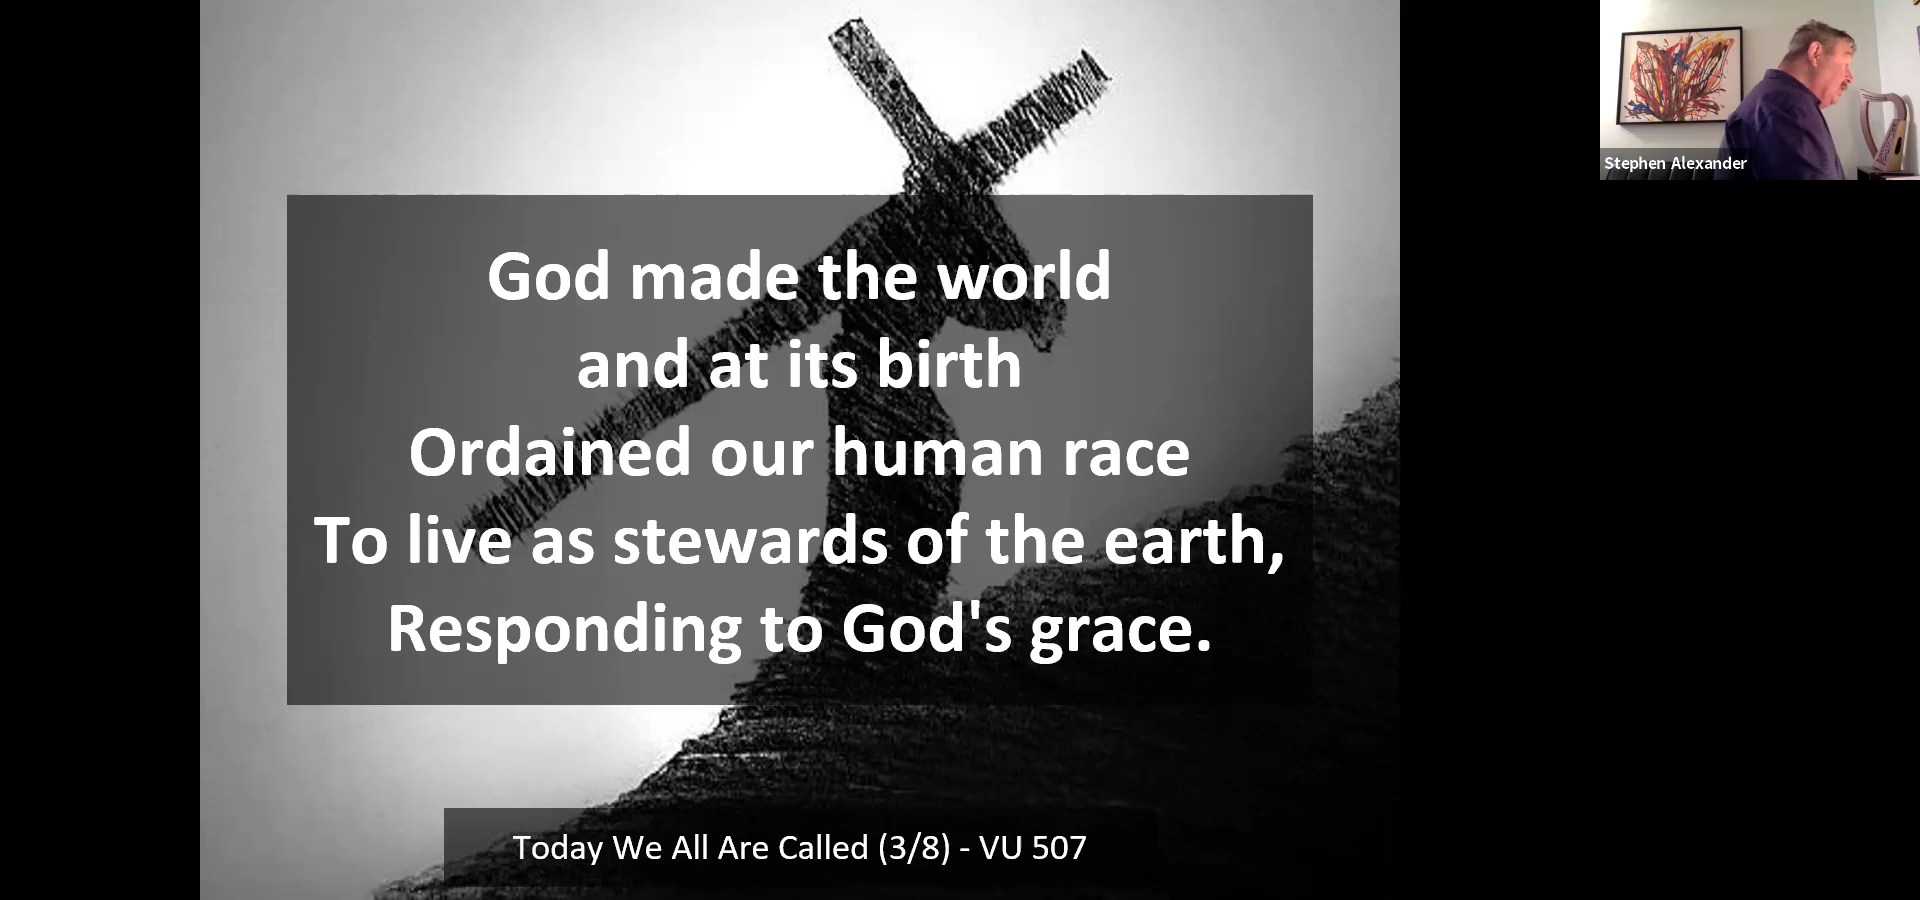 God made the world
and at its birth
Ordained our human race
To live as stewards of the earth,
Responding to God's grace.
Today We All Are Called (3/8) - VU 507
Stephen Alexander